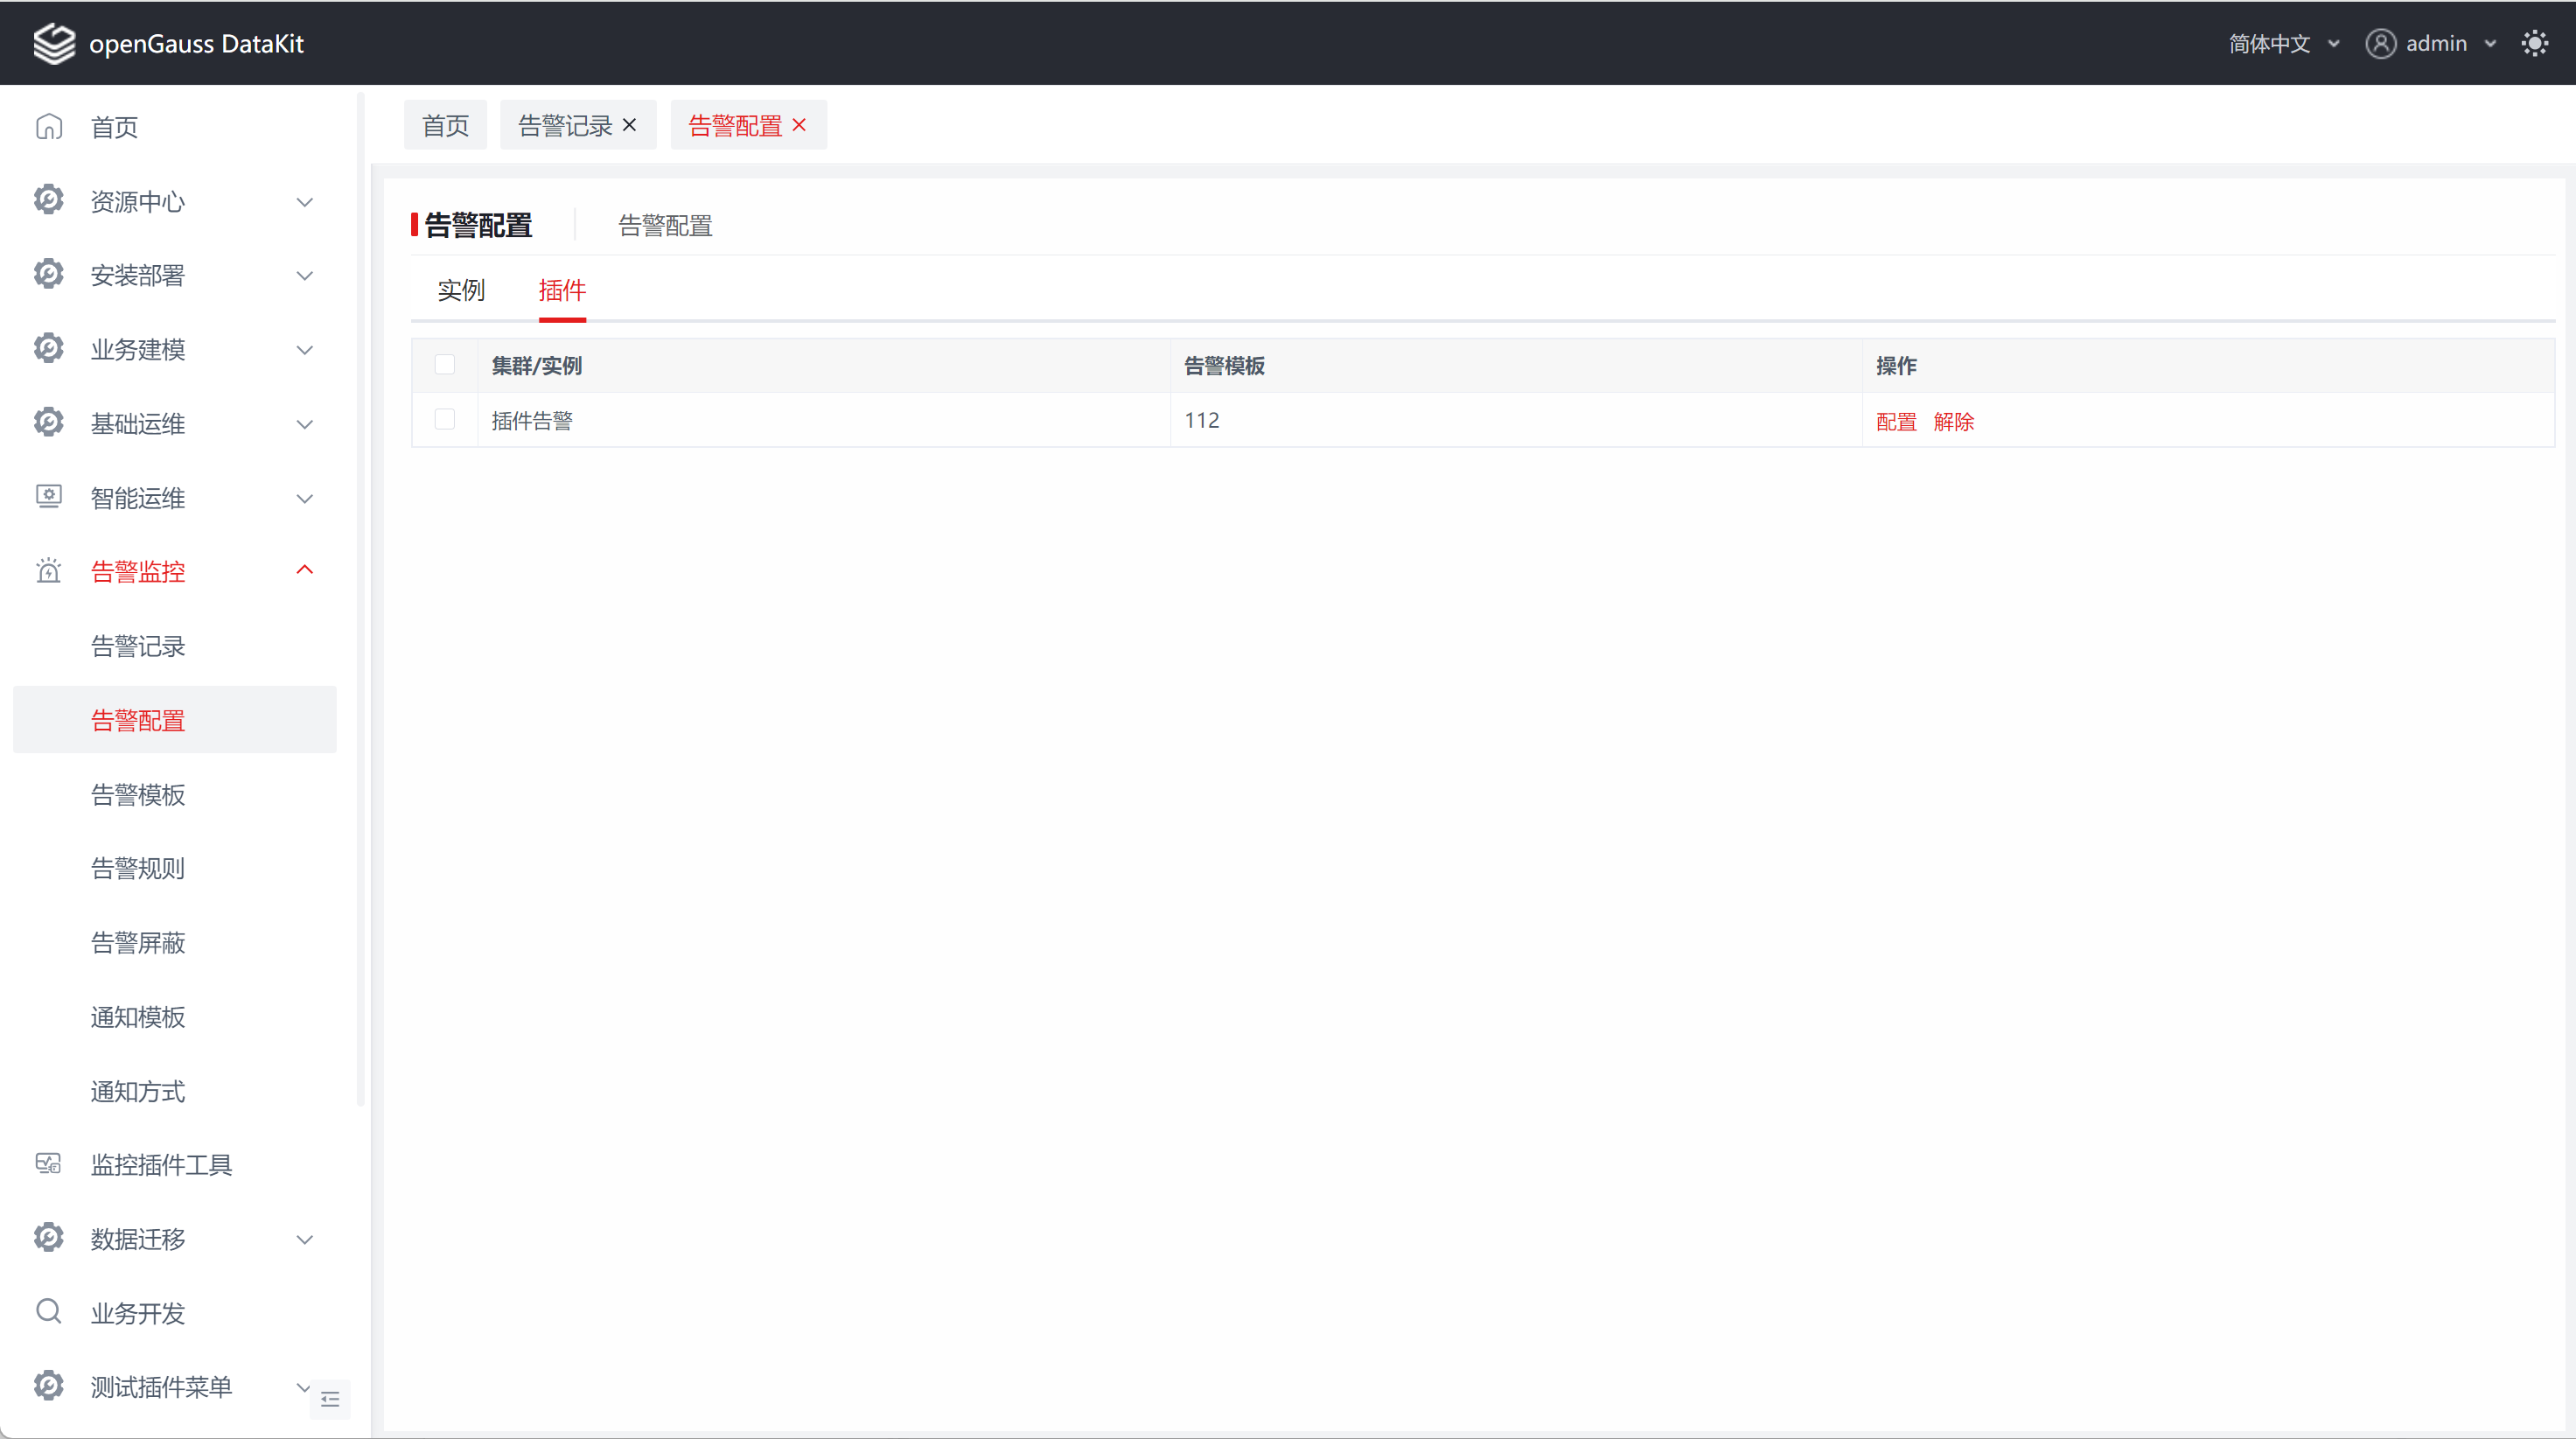 openGauss DataKit
简体中文
admin
首页
资源中心
安装部署
业务建模
基础运维
智能运维
告警监控
告警记录
告警配置
告警模板
告警规则
告警屏蔽
通知模板
通知方式
监控插件工具
数据迁移
业务开发
测试插件菜单
首页 告警记录 告警配置
告警配置 告警配置
实例 插件
集群/实例 告警模板 操作
插件告警 112 配置 解除